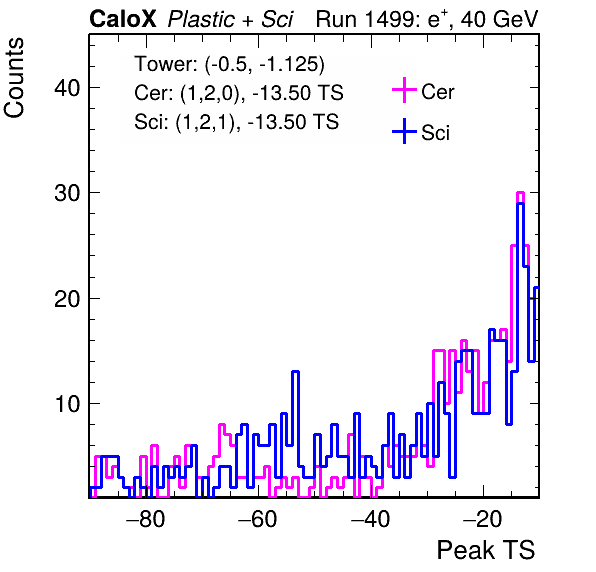 CaloX Plastic + Sci Run 1499: e⁺, 40 GeV
Counts
Tower: (-0.5, -1.125)
Cer: (1,2,0), -13.50 TS
Sci: (1,2,1), -13.50 TS
Cer
Sci
40
30
20
10
−80 −60 −40 −20
Peak TS